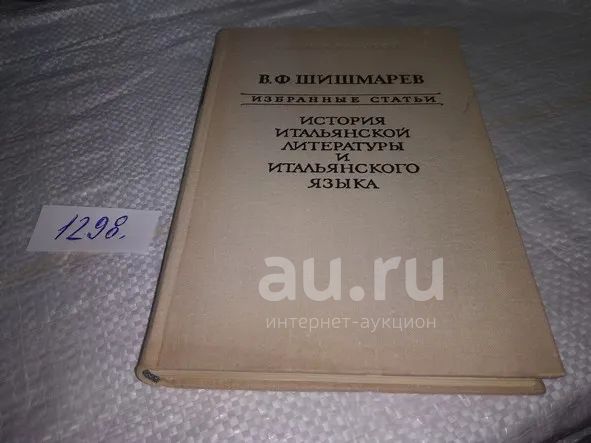 В.Ф.ШИШМАРЕВ
ИЗБРАННЫЕ СТАТЬИ
ИСТОРИЯ
ИТАЛЬЯНСКОЙ
ЛИТЕРАТУРЫ И
ИТАЛЬЯНСКОГО
ЯЗЫКА
1298.
au.ru
интернет-аукцион